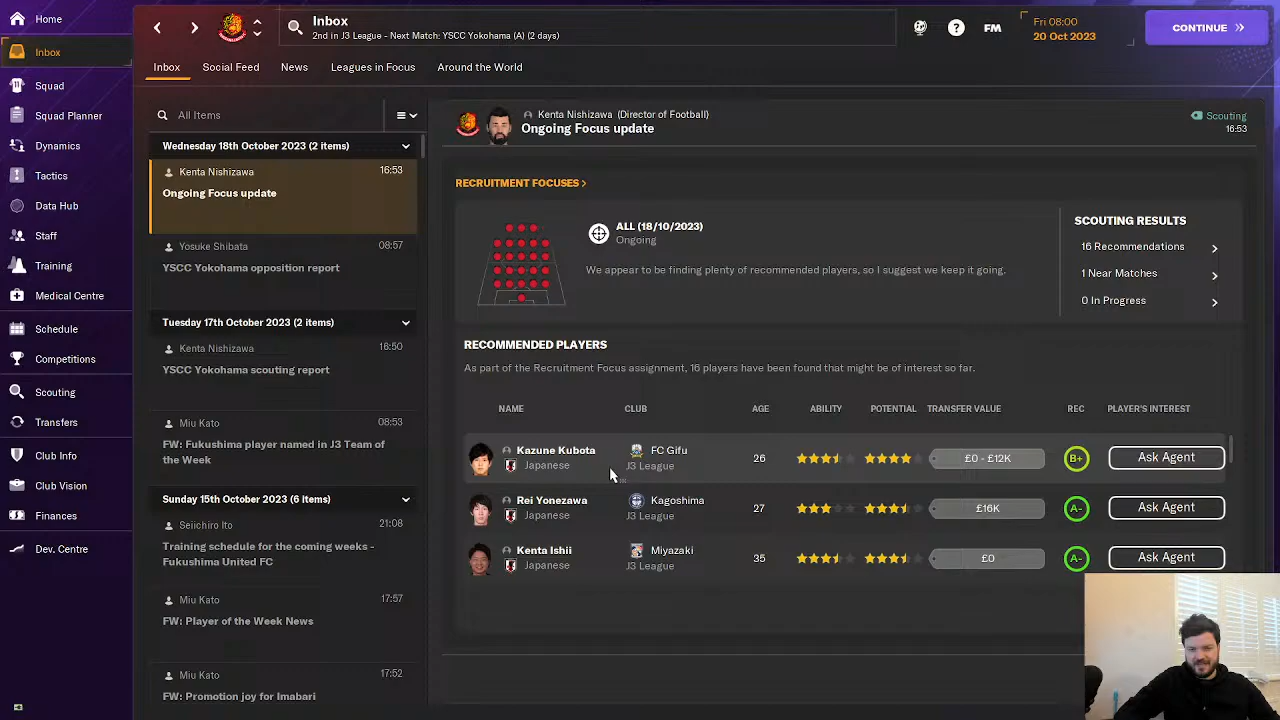 Home
Inbox
Squad
Squad Planner
Dynamics
Tactics
Data Hub
Staff
Training
Medical Centre
Schedule
Competitions
Scouting
Transfers
Club Info
Club Vision
Finances
Dev. Centre
Inbox
2nd in J3 League - Next Match: YSCC Yokohama (A) (2 days)
?
FM
Fri 08:00
20 Oct 2023
CONTINUE
Inbox
Social Feed
News
Leagues in Focus
Around the World
All Items
Wednesday 18th October 2023 (2 items)
Kenta Nishizawa 16:53
Ongoing Focus update
Yosuke Shibata 08:57
YSCC Yokohama opposition report
Tuesday 17th October 2023 (2 items)
Kenta Nishizawa 16:50
YSCC Yokohama scouting report
Miu Kato 08:53
FW: Fukushima player named in J3 Team of
the Week
Sunday 15th October 2023 (6 items)
Seiichiro Ito 21:08
Training schedule for the coming weeks -
Fukushima United FC
Miu Kato 17:57
FW: Player of the Week News
Miu Kato 17:52
FW: Promotion joy for Imabari
Kenta Nishizawa (Director of Football)
Ongoing Focus update
Scouting
16:53
RECRUITMENT FOCUSES >
ALL (18/10/2023)
Ongoing
We appear to be finding plenty of recommended players, so I suggest we keep it going.
SCOUTING RESULTS
16 Recommendations
1 Near Matches
0 In Progress
RECOMMENDED PLAYERS
As part of the Recruitment Focus assignment, 16 players have been found that might be of interest so far.
NAME CLUB AGE ABILITY POTENTIAL TRANSFER VALUE REC PLAYER'S INTEREST
Kazune Kubota FC Gifu
Japanese J3 League 26 £0 - £12K B+ Ask Agent
Rei Yonezawa Kagoshima
Japanese J3 League 27 £16K A- Ask Agent
Kenta Ishii Miyazaki
Japanese J3 League 35 £0 A- Ask Agent